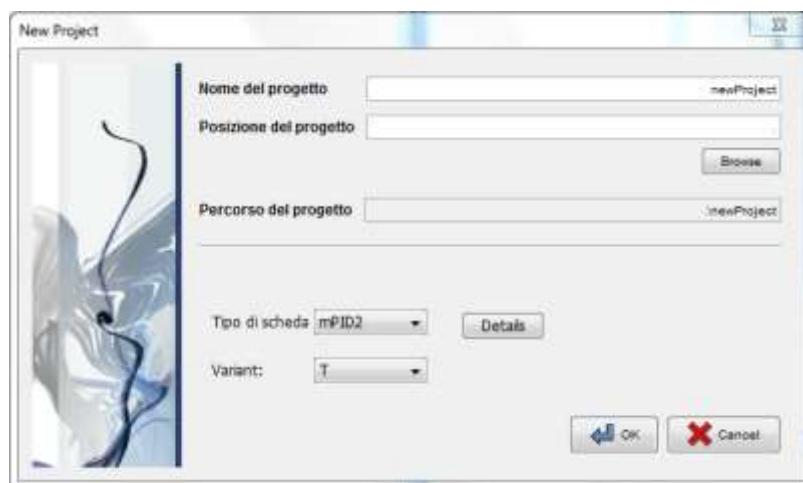 New Project
Nome del progetto newProject
Posizione del progetto
Browse
Percorso del progetto \newProject
Tipo di scheda mPID2 Details
Variant: T
OK Cancel